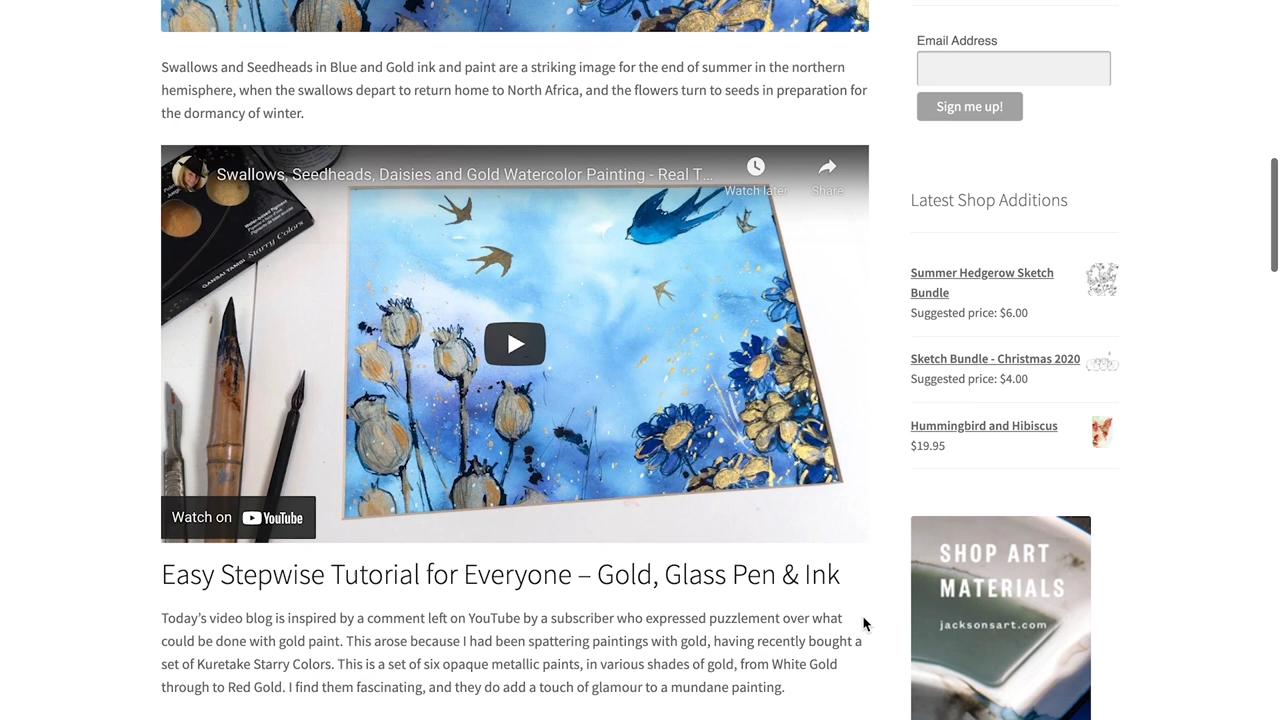 Swallows and Seedheads in Blue and Gold ink and paint are a striking image for the end of summer in the northern
hemisphere, when the swallows depart to return home to North Africa, and the flowers turn to seeds in preparation for
the dormancy of winter.
Swallows, Seedheads, Daisies and Gold Watercolor Painting - Real T...
Watch later
Share
GANSAI TAMBI Starry Colors
Watch on YouTube
Easy Stepwise Tutorial for Everyone – Gold, Glass Pen & Ink
Today's video blog is inspired by a comment left on YouTube by a subscriber who expressed puzzlement over what
could be done with gold paint. This arose because I had been spattering paintings with gold, having recently bought a
set of Kuretake Starry Colors. This is a set of six opaque metallic paints, in various shades of gold, from White Gold
through to Red Gold. I find them fascinating, and they do add a touch of glamour to a mundane painting.
Email Address
Sign me up!
Latest Shop Additions
Summer Hedgerow Sketch
Bundle
Suggested price: $6.00
Sketch Bundle - Christmas 2020
Suggested price: $4.00
Hummingbird and Hibiscus
$19.95
SHOP ART
MATERIALS
jacksonsart.com